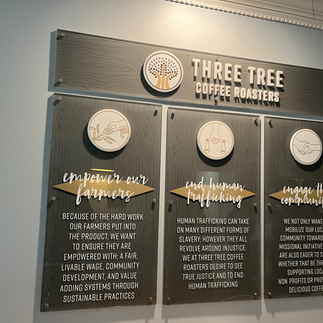 THREE TREE
COFFEE ROASTERS
empower our
farmers
BECAUSE OF THE HARD WORK
OUR FARMERS PUT INTO
THE PRODUCT, WE WANT
TO ENSURE THEY ARE
EMPOWERED WITH: A FAIR,
LIVABLE WAGE, COMMUNITY
DEVELOPMENT, AND VALUE
ADDING SYSTEMS THROUGH
SUSTAINABLE PRACTICES
end human
trafficking
HUMAN TRAFFICKING CAN TAKE
ON MANY DIFFERENT FORMS OF
SLAVERY, HOWEVER THEY ALL
REVOLVE AROUND INJUSTICE.
WE AT THREE TREE COFFEE
ROASTERS DESIRE TO SEE
TRUE JUSTICE AND TO END
HUMAN TRAFFICKING
engage th
communit
WE NOT ONLY WANT
MOBILIZE OUR LOCA
COMMUNITY TOWARD
MISSIONAL INITIATIVE
ARE ALSO EAGER TO S
WHETHER THAT BE TH
SUPPORTING LOCA
NON PROFITS OR PROV
DELICIOUS COFFE